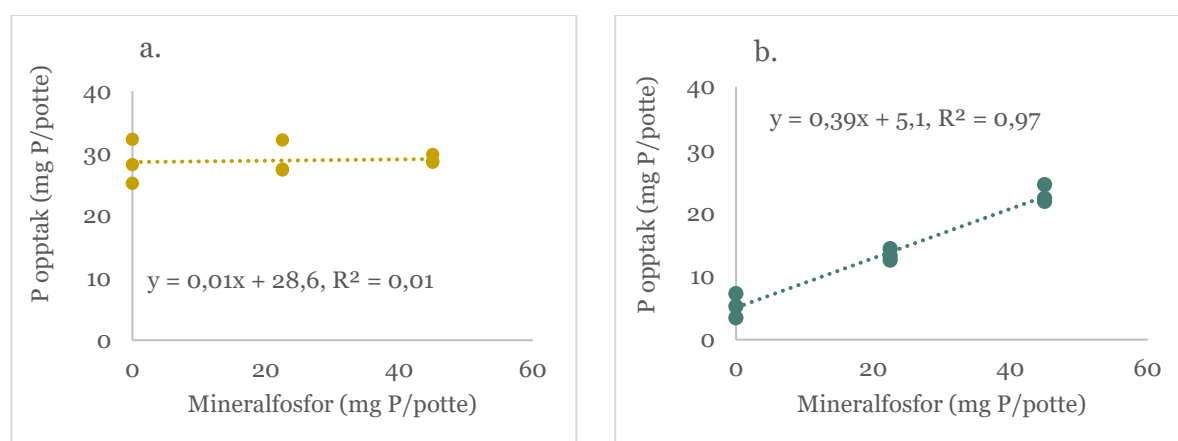 a.
P opptak (mg P/potte)
40
30
20
10
0
y = 0,01x + 28,6, R² = 0,01
0 20 40 60
Mineralfosfor (mg P/potte)
b.
P opptak (mg P/potte)
40
30
20
10
0
y = 0,39x + 5,1, R² = 0,97
0 20 40 60
Mineralfosfor (mg P/potte)